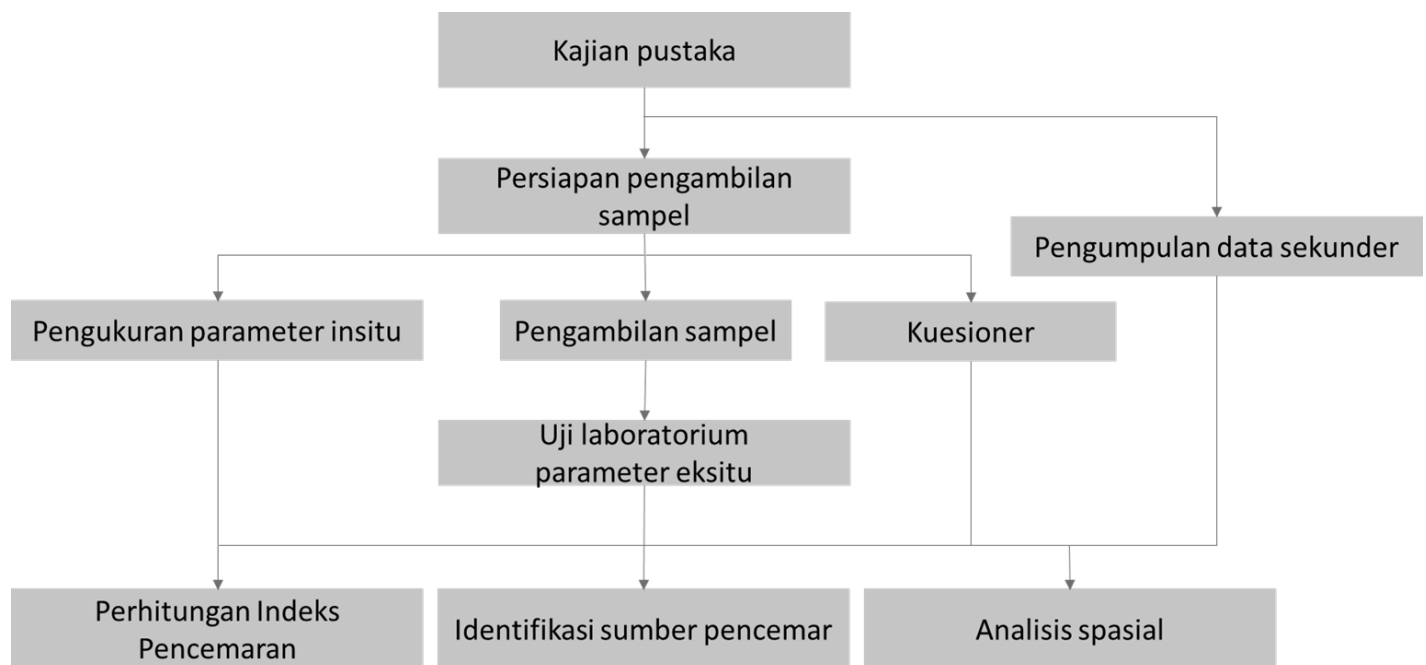 Kajian pustaka
Persiapan pengambilan
sampel
Pengumpulan data sekunder
Pengukuran parameter insitu
Pengambilan sampel
Kuesioner
Uji laboratorium
parameter eksitu
Perhitungan Indeks
Pencemaran
Identifikasi sumber pencemar
Analisis spasial